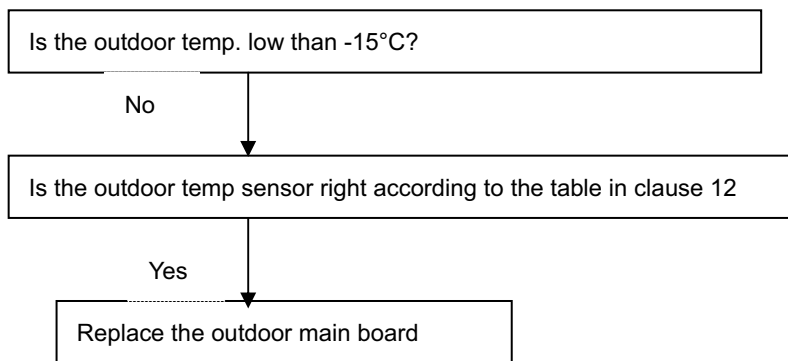 Is the outdoor temp. low than -15°C?
No
Is the outdoor temp sensor right according to the table in clause 12
Yes
Replace the outdoor main board